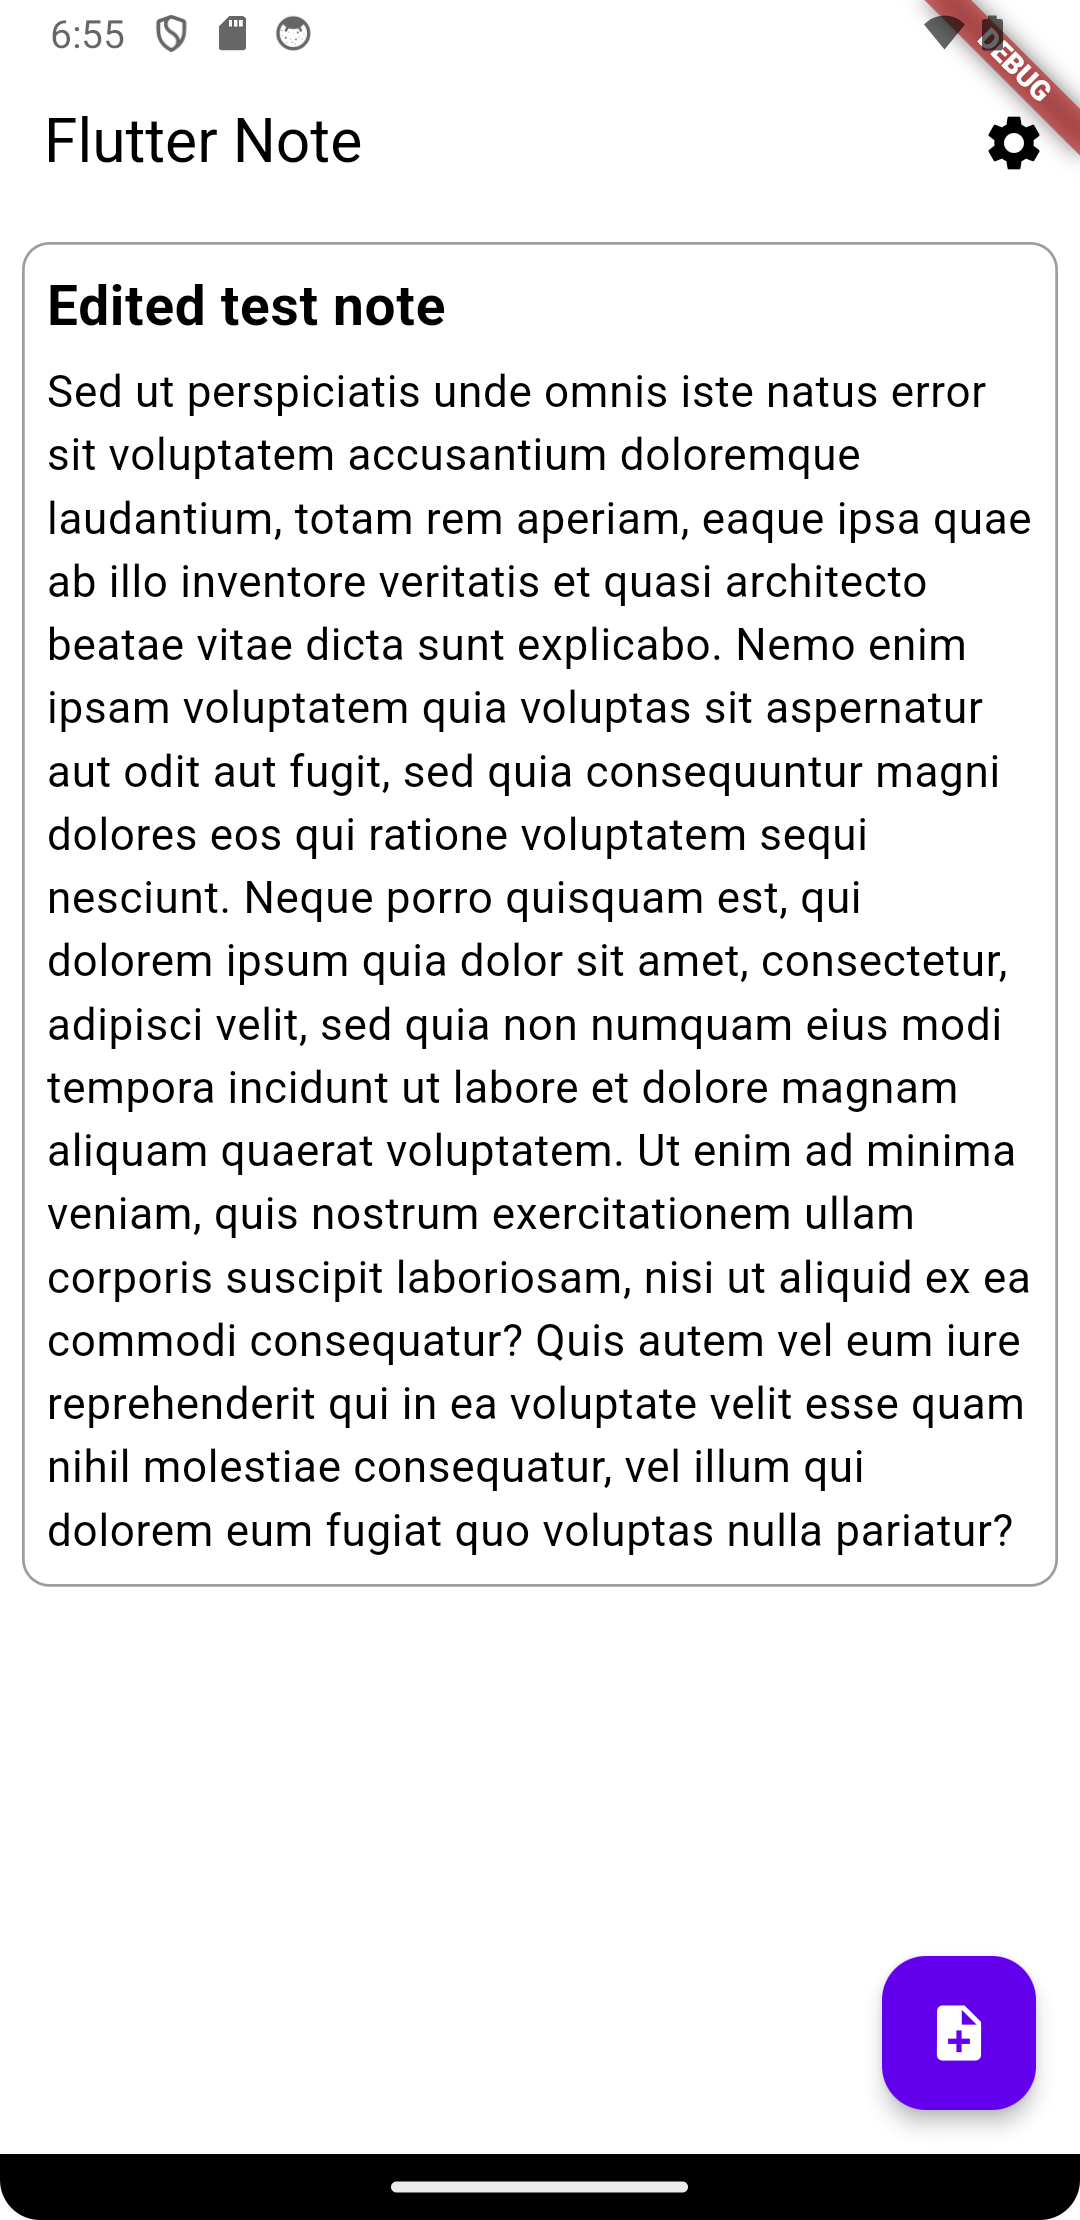 6:55
DEBUG
Flutter Note
Edited test note
Sed ut perspiciatis unde omnis iste natus error
sit voluptatem accusantium doloremque
laudantium, totam rem aperiam, eaque ipsa quae
ab illo inventore veritatis et quasi architecto
beatae vitae dicta sunt explicabo. Nemo enim
ipsam voluptatem quia voluptas sit aspernatur
aut odit aut fugit, sed quia consequuntur magni
dolores eos qui ratione voluptatem sequi
nesciunt. Neque porro quisquam est, qui
dolorem ipsum quia dolor sit amet, consectetur,
adipisci velit, sed quia non numquam eius modi
tempora incidunt ut labore et dolore magnam
aliquam quaerat voluptatem. Ut enim ad minima
veniam, quis nostrum exercitationem ullam
corporis suscipit laboriosam, nisi ut aliquid ex ea
commodi consequatur? Quis autem vel eum iure
reprehenderit qui in ea voluptate velit esse quam
nihil molestiae consequatur, vel illum qui
dolorem eum fugiat quo voluptas nulla pariatur?